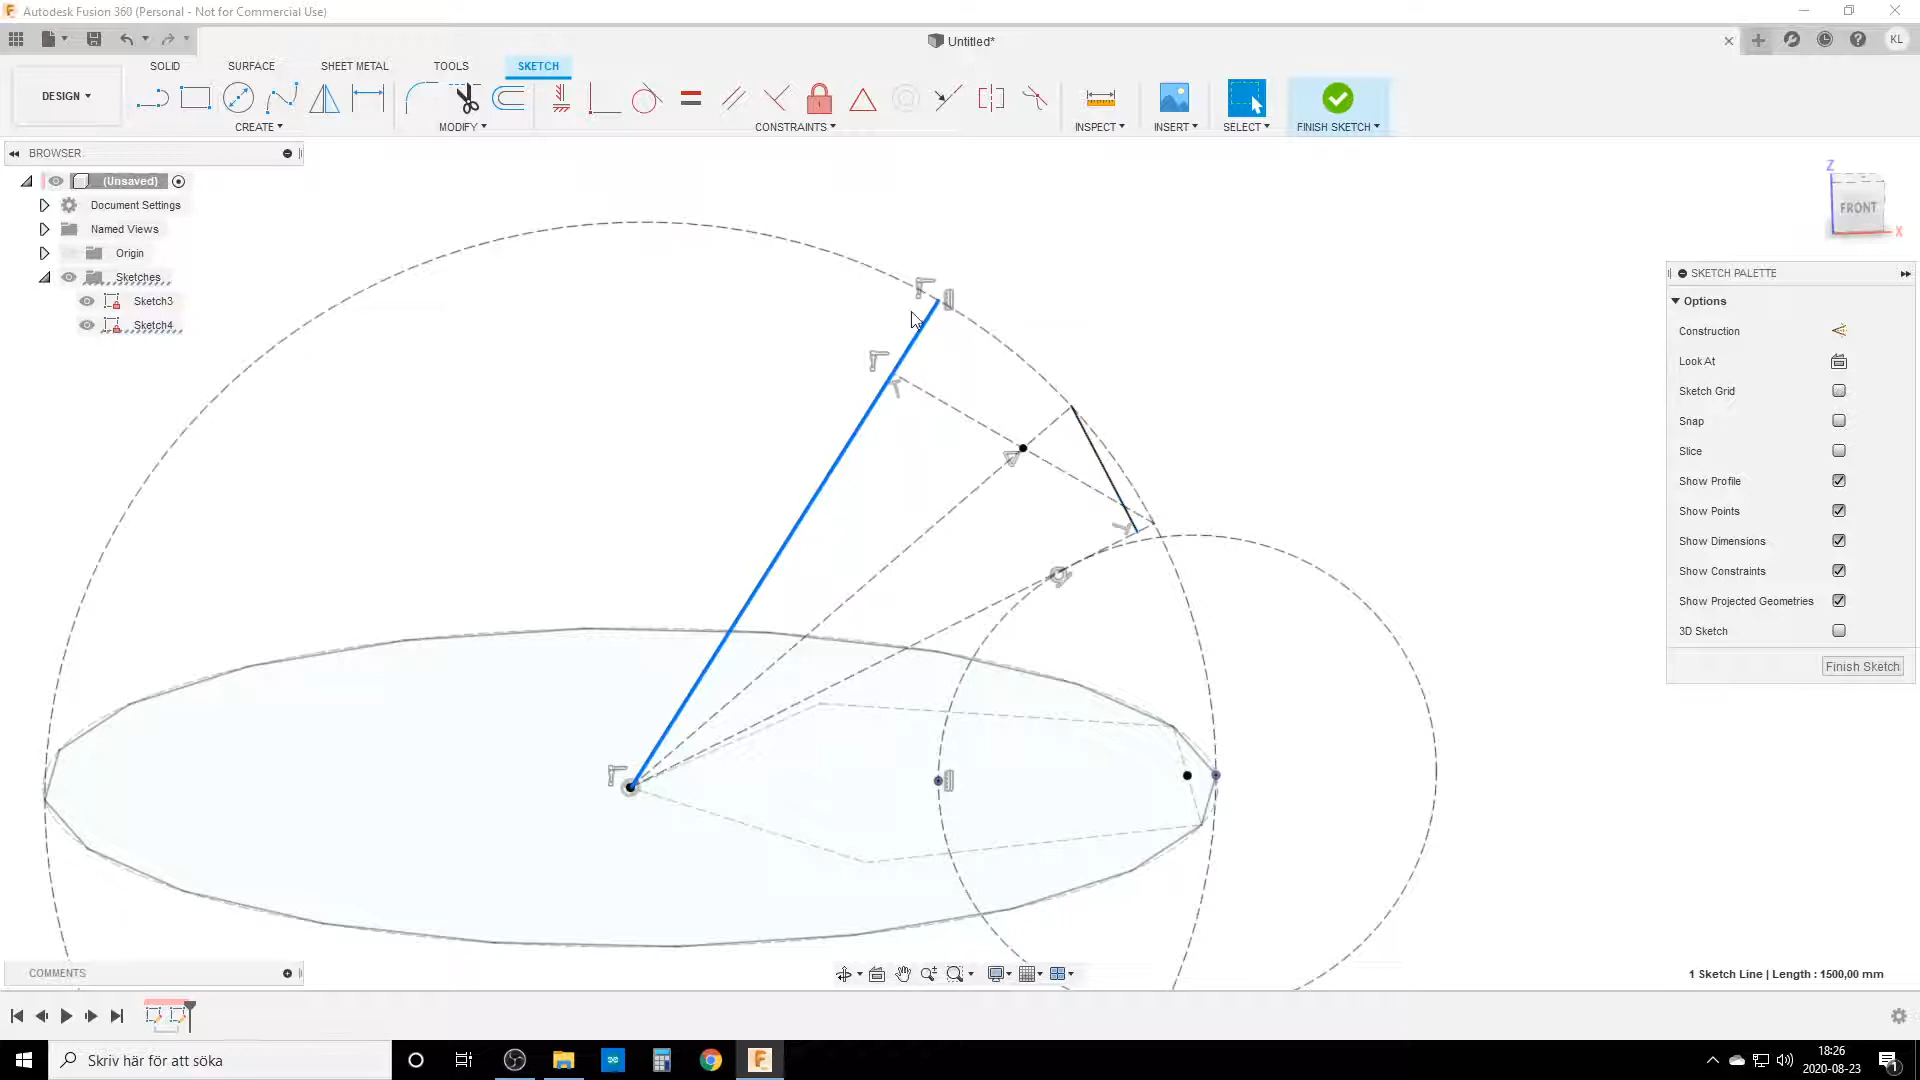 Autodesk Fusion 360 (Personal - Not for Commercial Use)
Untitled*
KL
SOLID
SURFACE
SHEET METAL
TOOLS
SKETCH
DESIGN
CREATE
MODIFY
CONSTRAINTS
INSPECT
INSERT
SELECT
FINISH SKETCH
BROWSER
(Unsaved)
Document Settings
Named Views
Origin
Sketches
Sketch3
Sketch4
Z
FRONT
X
SKETCH PALETTE
Options
Construction
Look At
Sketch Grid
Snap
Slice
Show Profile
Show Points
Show Dimensions
Show Constraints
Show Projected Geometries
3D Sketch
Finish Sketch
COMMENTS
1 Sketch Line | Length : 1500,00 mm
Skriv här för att söka
18:26
2020-08-23
1